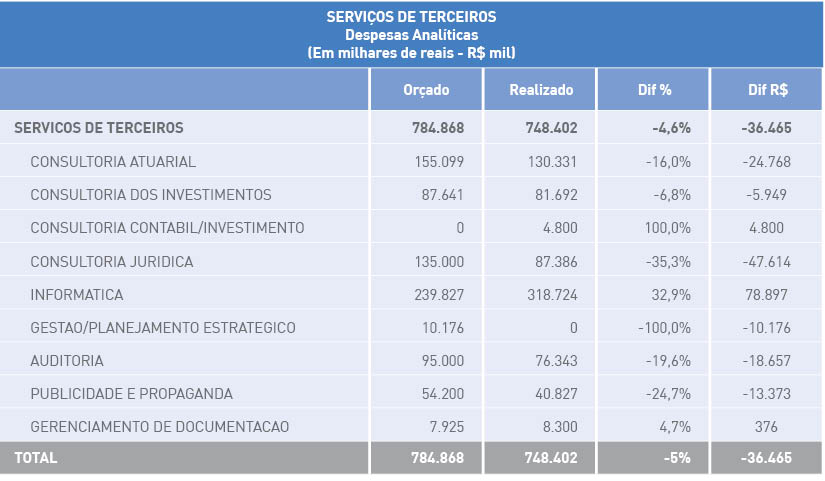 SERVIÇOS DE TERCEIROS
Despesas Analíticas
(Em milhares de reais - R$ mil)
Orçado Realizado Dif % Dif R$
SERVICOS DE TERCEIROS 784.868 748.402 -4,6% -36.465
CONSULTORIA ATUARIAL 155.099 130.331 -16,0% -24.768
CONSULTORIA DOS INVESTIMENTOS 87.641 81.692 -6,8% -5.949
CONSULTORIA CONTABIL/INVESTIMENTO 0 4.800 100,0% 4.800
CONSULTORIA JURIDICA 135.000 87.386 -35,3% -47.614
INFORMATICA 239.827 318.724 32,9% 78.897
GESTAO/PLANEJAMENTO ESTRATEGICO 10.176 0 -100,0% -10.176
AUDITORIA 95.000 76.343 -19,6% -18.657
PUBLICIDADE E PROPAGANDA 54.200 40.827 -24,7% -13.373
GERENCIAMENTO DE DOCUMENTACAO 7.925 8.300 4,7% 376
TOTAL 784.868 748.402 -5% -36.465